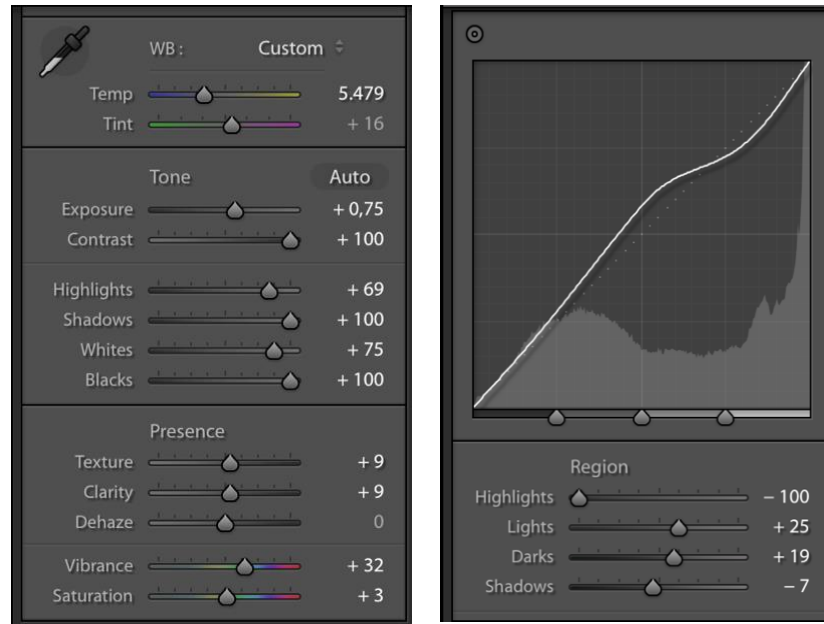 WB : Custom
Temp 5.479
Tint + 16
Tone Auto
Exposure + 0,75
Contrast + 100
Highlights + 69
Shadows + 100
Whites + 75
Blacks + 100
Presence
Texture + 9
Clarity + 9
Dehaze 0
Vibrance + 32
Saturation + 3
Region
Highlights – 100
Lights + 25
Darks + 19
Shadows – 7